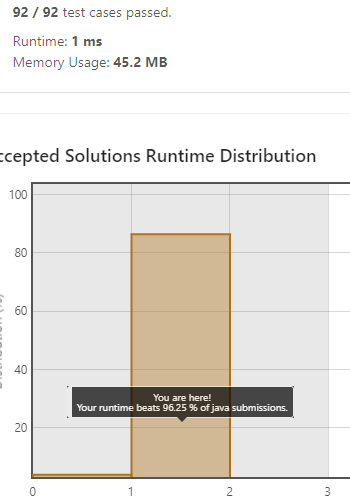 92 / 92 test cases passed.
Runtime: 1 ms
Memory Usage: 45.2 MB
ccepted Solutions Runtime Distribution
100
80
60
40
20
You are here!
Your runtime beats 96.25 % of java submissions.
0
1
2
3